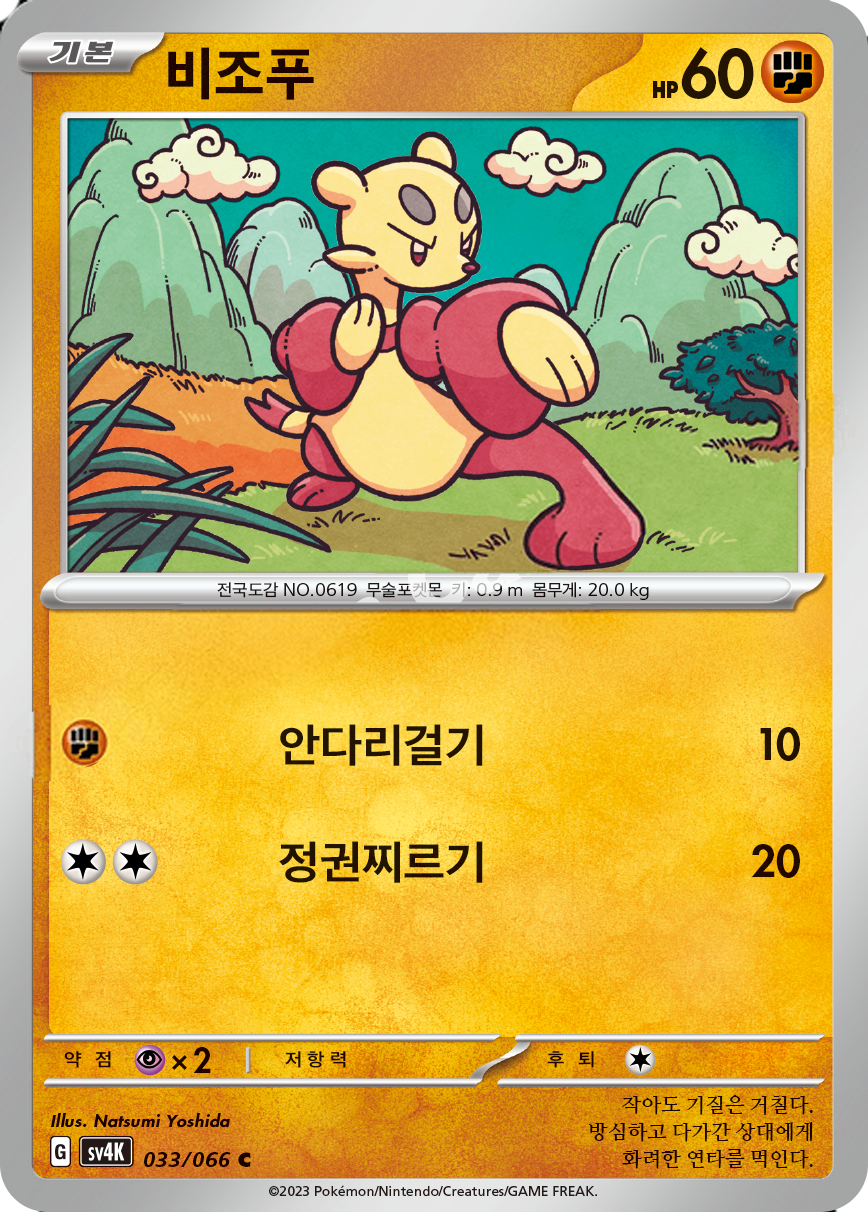 기본
비조푸
HP60
전국도감 NO.0619 무술포켓몬 키: 0.9 m 몸무게: 20.0 kg
안다리걸기 10
정권찌르기 20
약점 ×2 저항력 후퇴
Illus. Natsumi Yoshida
작아도 기질은 거칠다.
방심하고 다가간 상대에게
화려한 연타를 먹인다.
G sv4K 033/066 C
©2023 Pokémon/Nintendo/Creatures/GAME FREAK.